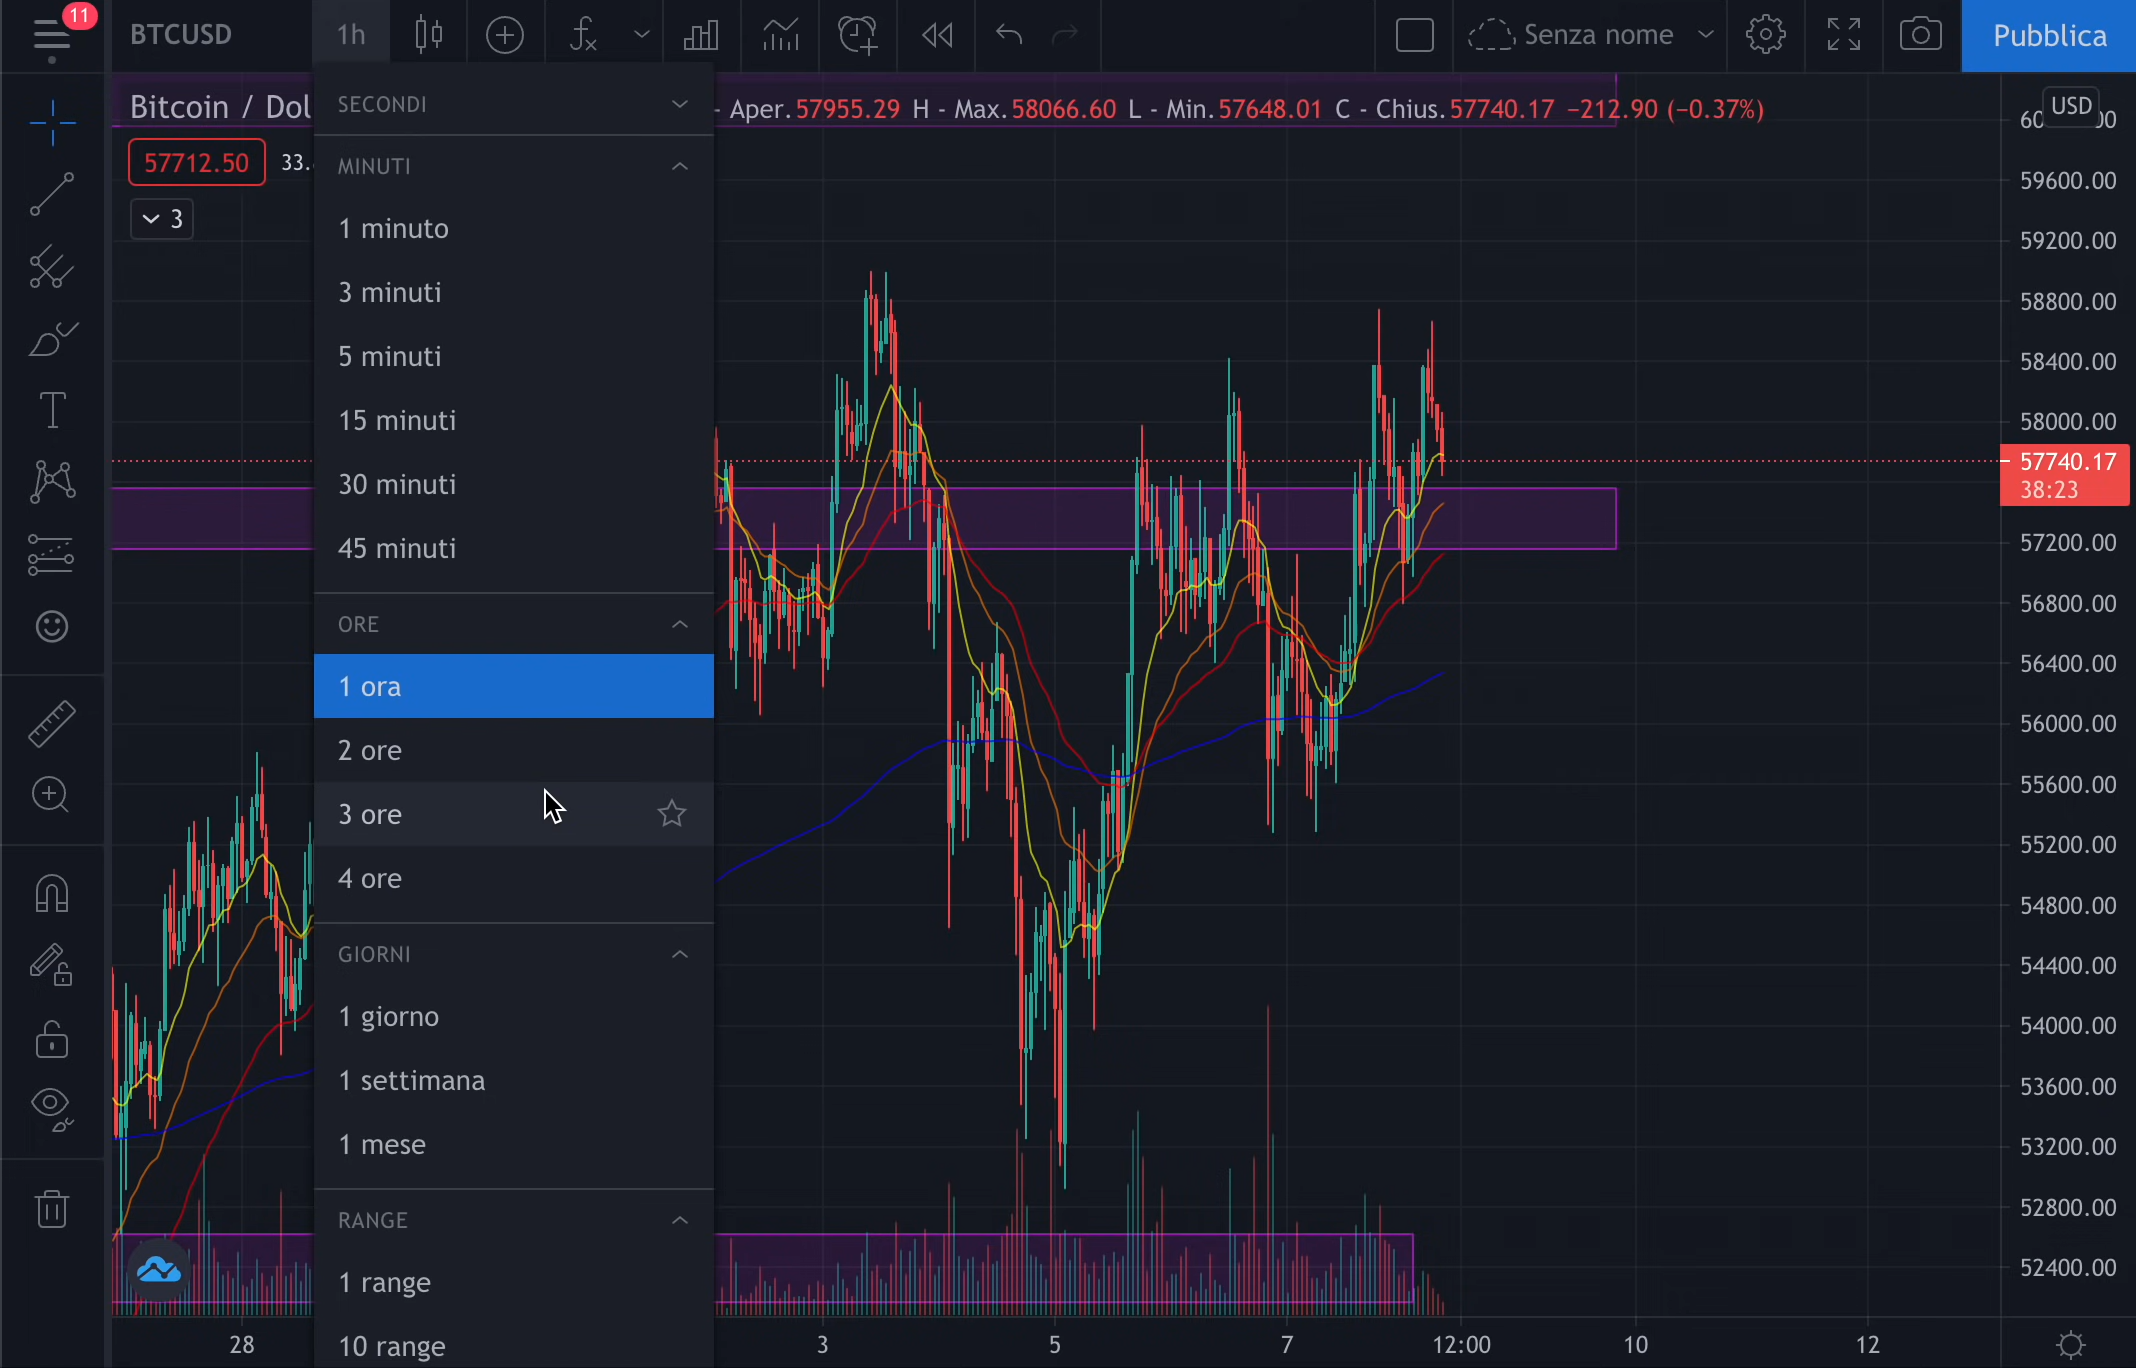 11
BTCUSD
1h
Senza nome
Pubblica
Bitcoin / Dol
- Aper.57955.29 H - Max.58066.60 L - Min.57648.01 C - Chius.57740.17 −212.90 (−0.37%)
57712.50
33.
3
SECONDI
MINUTI
1 minuto
3 minuti
5 minuti
15 minuti
30 minuti
45 minuti
ORE
1 ora
2 ore
3 ore
4 ore
GIORNI
1 giorno
1 settimana
1 mese
RANGE
1 range
10 range
USD
59600.00
59200.00
58800.00
58400.00
58000.00
57740.17
38:23
57200.00
56800.00
56400.00
56000.00
55600.00
55200.00
54800.00
54400.00
54000.00
53600.00
53200.00
52800.00
52400.00
28
3
5
7
12:00
10
12